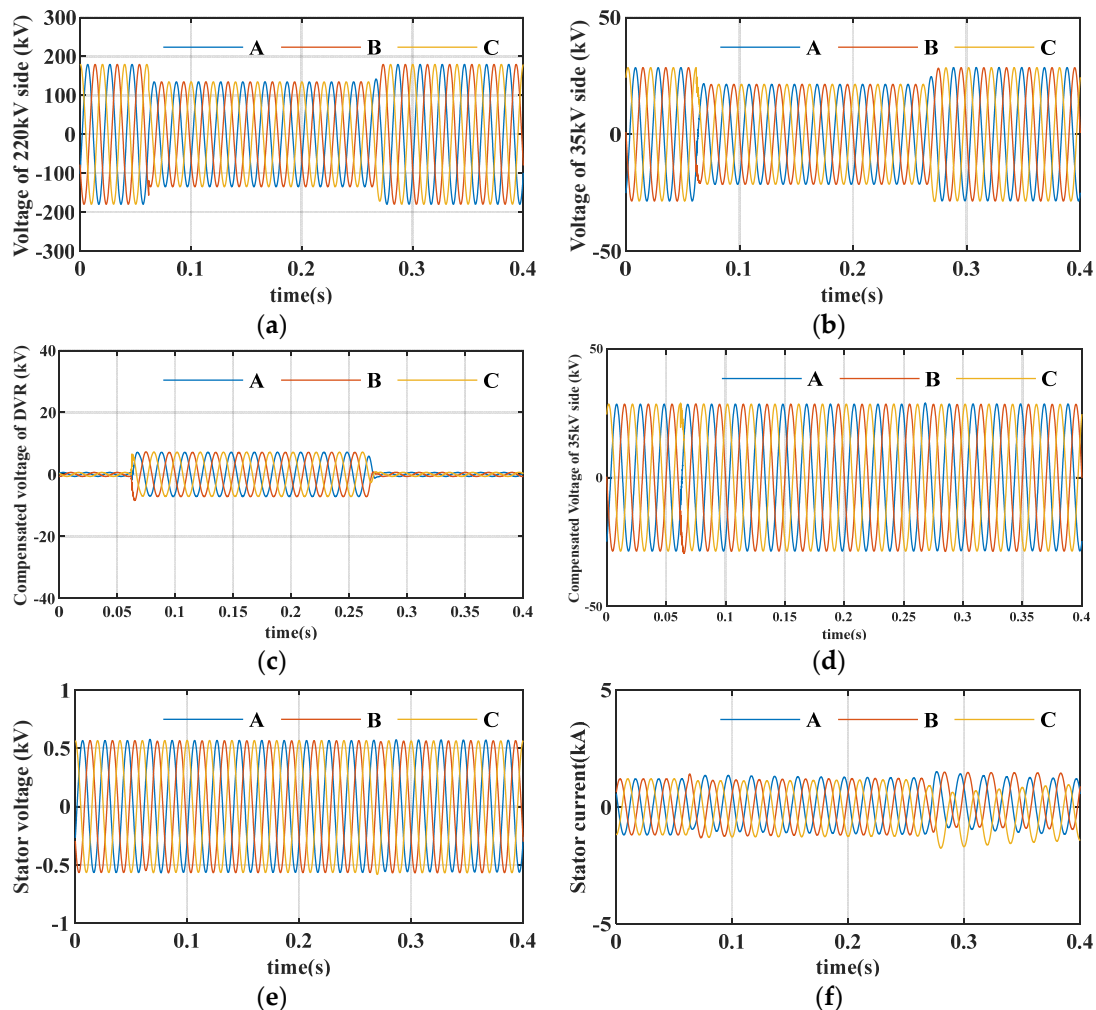 Voltage of 220kV side (kV)
300
200
100
0
-100
-200
-300
A B C
0 0.1 0.2 0.3 0.4
time(s)
(a)
Voltage of 35kV side (kV)
50
0
-50
A B C
0 0.1 0.2 0.3 0.4
time(s)
(b)
Compensated voltage of DVR (kV)
40
20
0
-20
-40
A B C
0 0.05 0.1 0.15 0.2 0.25 0.3 0.35 0.4
time(s)
(c)
Compensated Voltage of 35kV side (kV)
50
0
-50
A B C
0 0.05 0.1 0.15 0.2 0.25 0.3 0.35 0.4
time(s)
(d)
Stator voltage (kV)
1
0.5
0
-0.5
-1
A B C
0 0.1 0.2 0.3 0.4
time(s)
(e)
Stator current(kA)
5
0
-5
A B C
0 0.1 0.2 0.3 0.4
time(s)
(f)